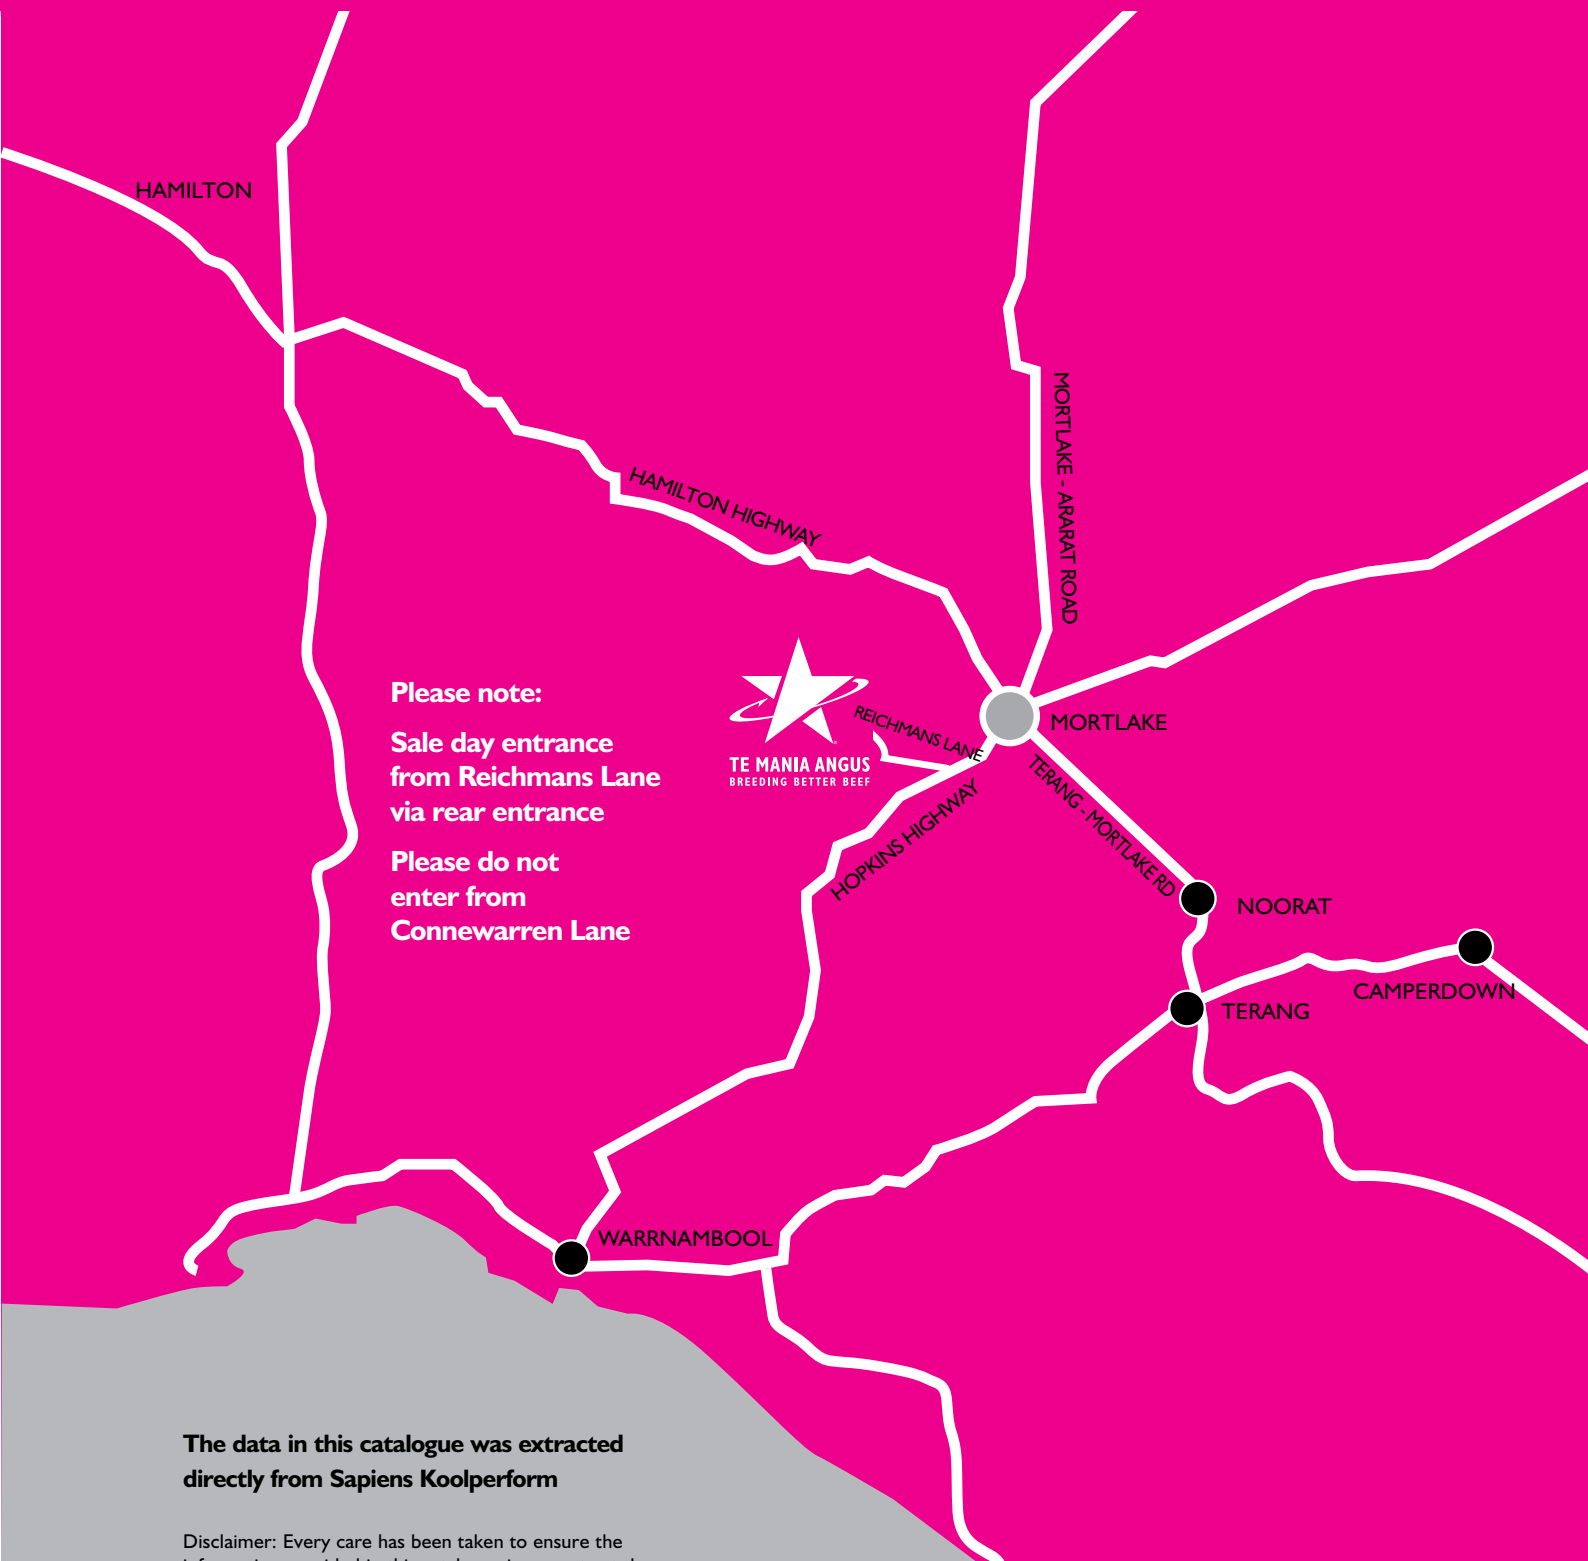 HAMILTON
HAMILTON HIGHWAY
MORTLAKE - ARARAT ROAD
Please note:
Sale day entrance
from Reichmans Lane
via rear entrance
Please do not
enter from
Connewarren Lane
TE MANIA ANGUS
BREEDING BETTER BEEF
REICHMANS LANE
MORTLAKE
HOPKINS HIGHWAY
TERANG - MORTLAKE RD
NOORAT
CAMPERDOWN
TERANG
WARRNAMBOOL
The data in this catalogue was extracted
directly from Sapiens Koolperform
Disclaimer: Every care has been taken to ensure the